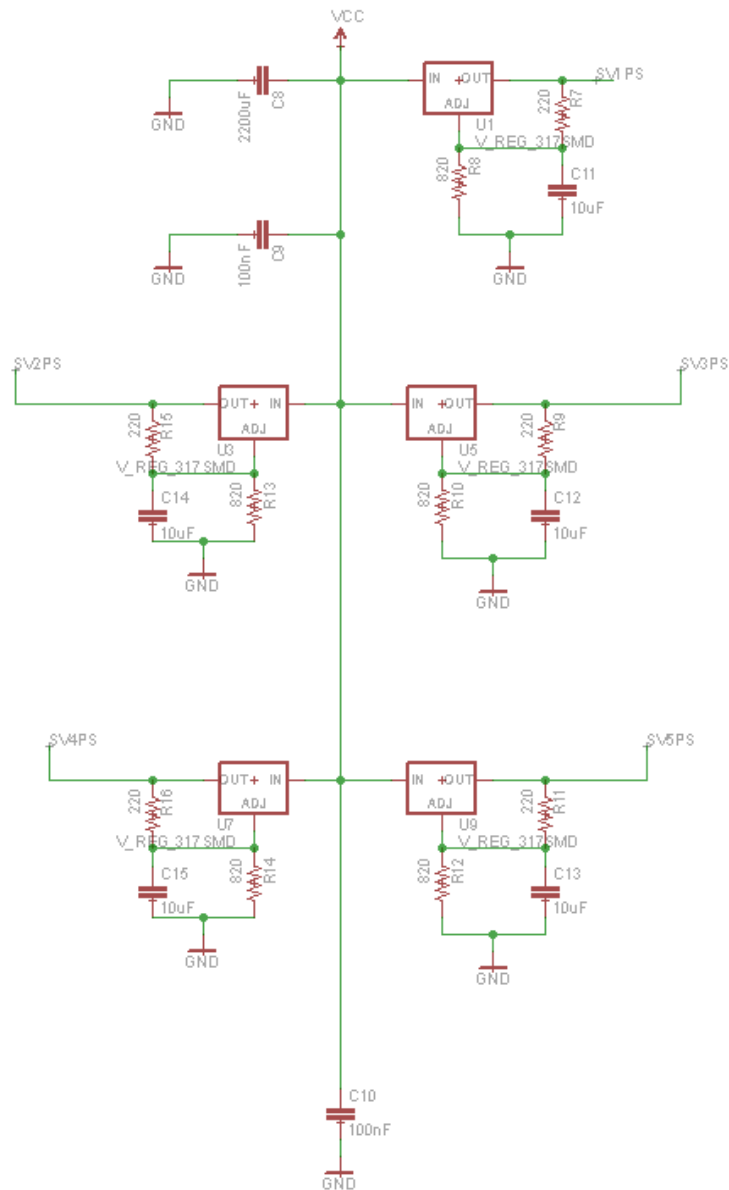 VCC
IN
OUT
ADJ
U1
V_REG_317SMD
SV1PS
220
R7
820
R8
C11
10uF
GND
2200uF
C8
GND
100nF
C9
GND
SV2PS
OUT
IN
ADJ
U3
V_REG_317SMD
220
R15
C14
10uF
820
R13
GND
IN
OUT
ADJ
U5
V_REG_317SMD
SV3PS
220
R9
820
R10
C12
10uF
GND
SV4PS
OUT
IN
ADJ
U7
V_REG_317SMD
220
R16
C15
10uF
820
R14
GND
IN
OUT
ADJ
U9
V_REG_317SMD
SV5PS
220
R11
820
R12
C13
10uF
GND
C10
100nF
GND